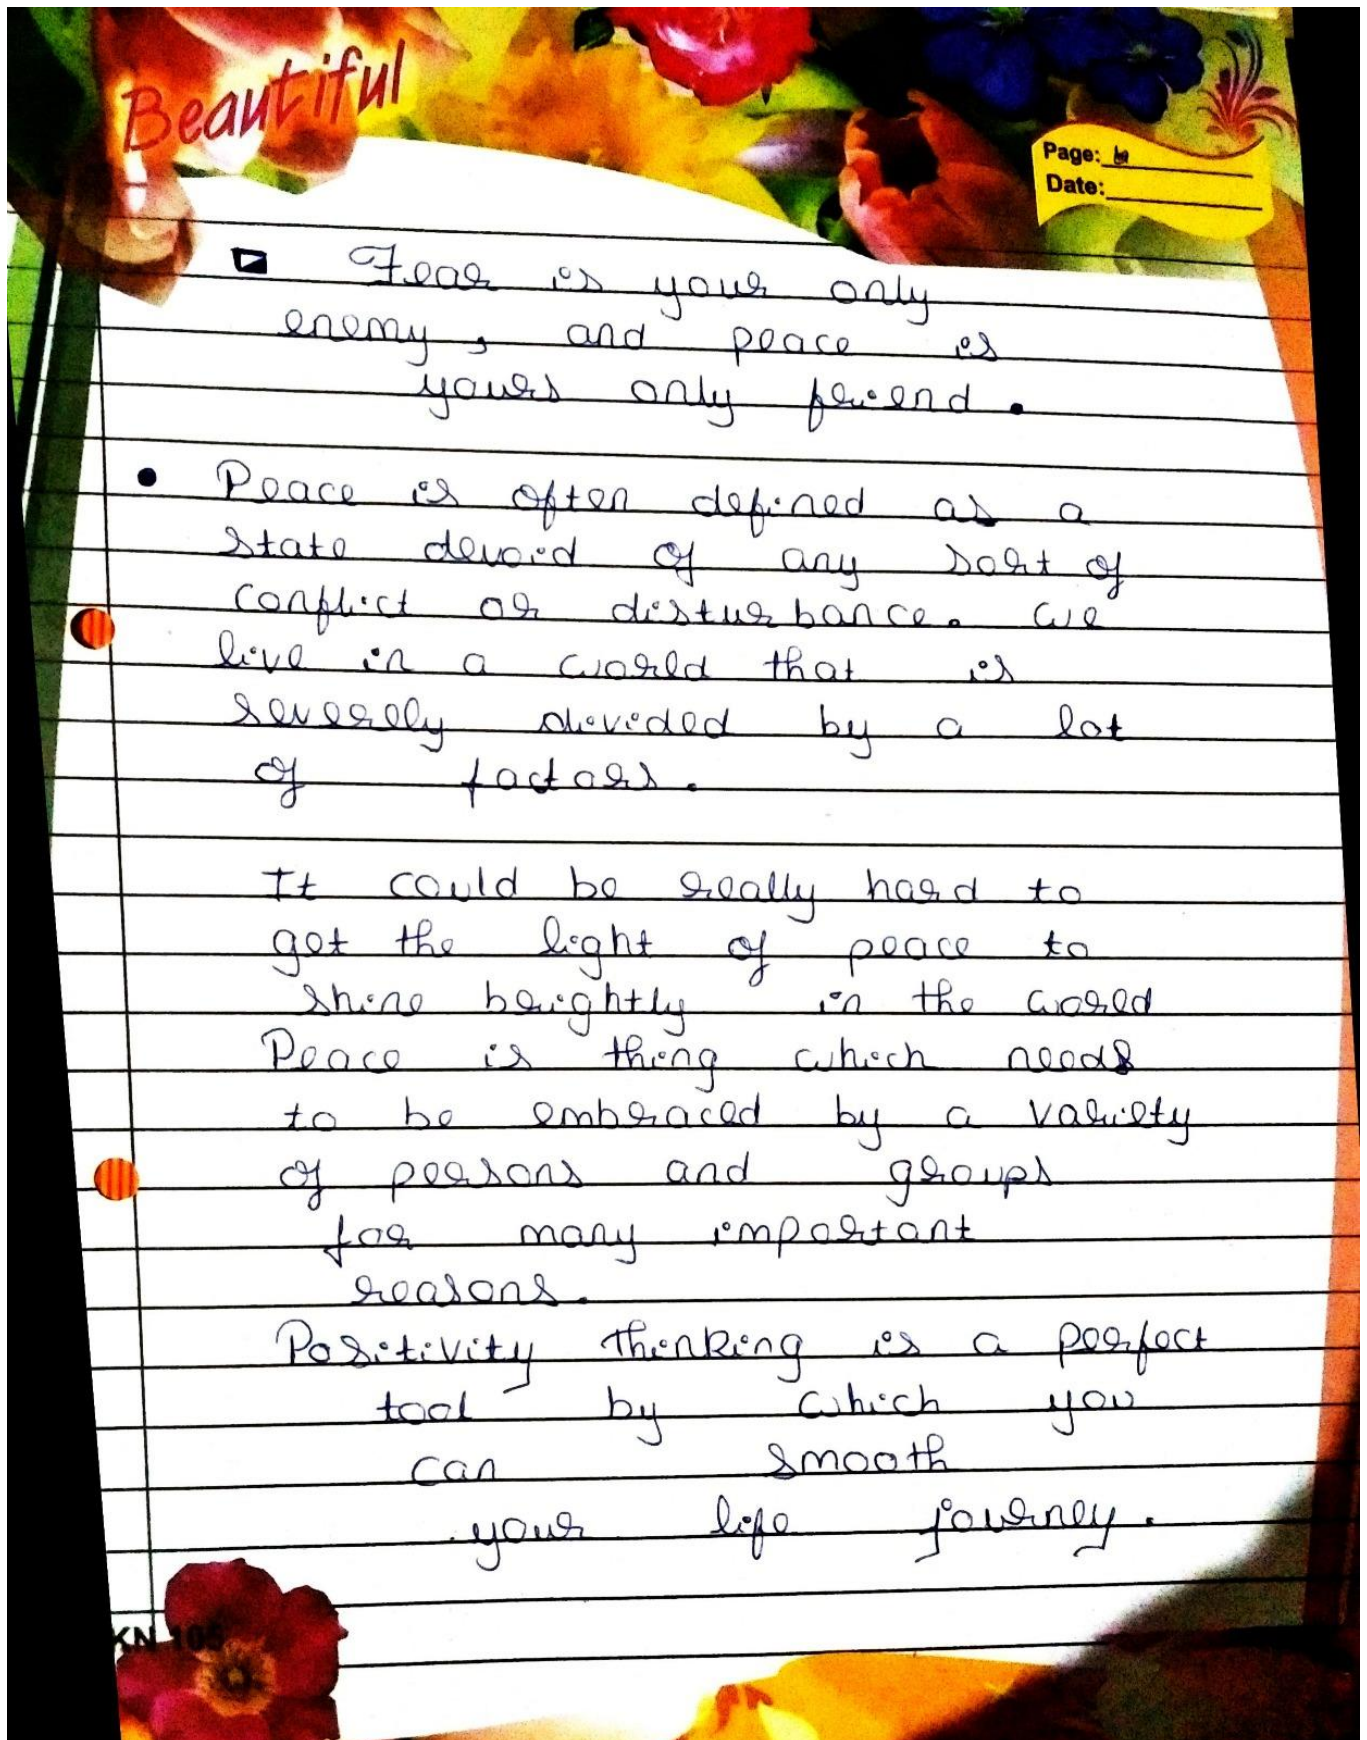 Beautiful
Page:
Date:
Fear is your only
enemy, and peace is
yours only friend.
• Peace is often defined as a
state devoid of any sort of
conflict or disturbance. we
live in a world that is
severely divided by a lot
of factors.
It could be really hard to
get the light of peace to
shine brightly in the world
Peace is thing which needs
to be embraced by a variety
of persons and groups
for many important
reasons.
Positivity thinking is a perfect
tool by which you
can smooth
your life journey.
KN 105